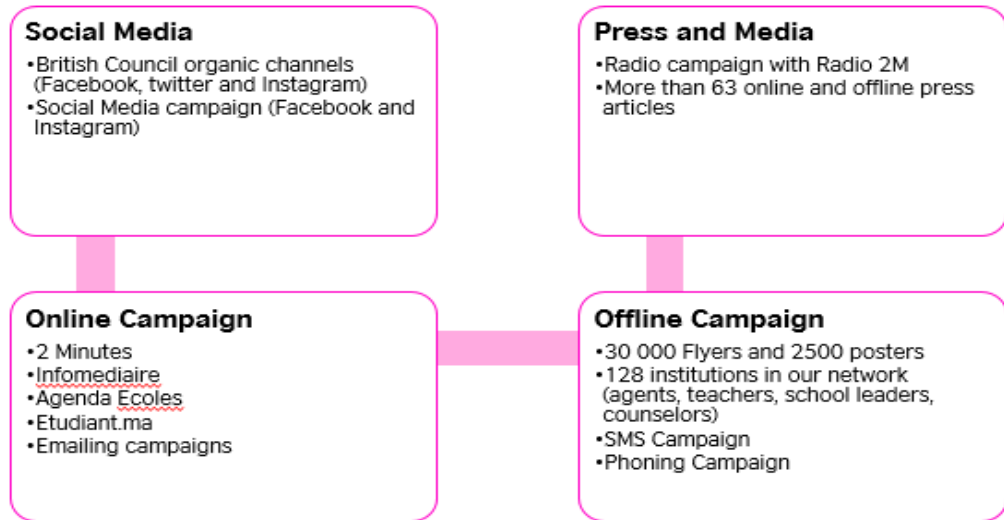 Social Media
•British Council organic channels
(Facebook, twitter and Instagram)
•Social Media campaign (Facebook and
Instagram)
Press and Media
•Radio campaign with Radio 2M
•More than 63 online and offline press
articles
Online Campaign
•2 Minutes
•Infomediaire
•Agenda Ecoles
•Etudiant.ma
•Emailing campaigns
Offline Campaign
•30 000 Flyers and 2500 posters
•128 institutions in our network
(agents, teachers, school leaders,
counselors)
•SMS Campaign
•Phoning Campaign